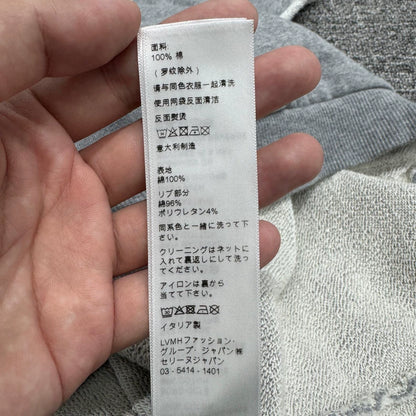 面料
100% 棉
(罗纹除外)
请与同色衣服一起清洗
使用网袋反面清洁
反面熨烫
意大利制造
表地
綿100%
リブ部分
綿96%
ポリウレタン4%
同系色と一緒に洗って下さい。
クリーニングはネットに
入れて裏返しにして洗っ
てください。
アイロンは裏から
当てて下さい。
イタリア製
LVMHファッション・
グループ・ジャパン㈱
セリーヌジャパン
03-5414-1401